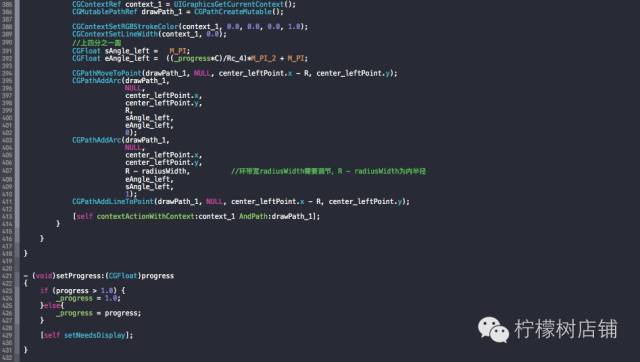 385 CGContextRef context_1 = UIGraphicsGetCurrentContext();
386 CGMutablePathRef drawPath_1 = CGPathCreateMutable();
387
388 CGContextSetRGBStrokeColor(context_1, 0.0, 0.0, 0.0, 1.0);
389 CGContextSetLineWidth(context_1, 0.0);
390 //上四分之一圆
391 CGFloat sAngle_left = M_PI;
392 CGFloat eAngle_left = ((_progress*C)/Rc_4)*M_PI_2 + M_PI;
393
394 CGPathMoveToPoint(drawPath_1, NULL, center_leftPoint.x - R, center_leftPoint.y);
395 CGPathAddArc(drawPath_1,
396 NULL,
397 center_leftPoint.x,
398 center_leftPoint.y,
399 R,
400 sAngle_left,
401 eAngle_left,
402 0);
403 CGPathAddArc(drawPath_1,
404 NULL,
405 center_leftPoint.x,
406 center_leftPoint.y,
407 R - radiusWidth, //环带宽radiusWidth需要调节，R - radiusWidth为内半径
408 eAngle_left,
409 sAngle_left,
410 1);
411 CGPathAddLineToPoint(drawPath_1, NULL, center_leftPoint.x - R, center_leftPoint.y);
412
413 [self contextActionWithContext:context_1 AndPath:drawPath_1];
414 }
415
416 }
417
418 }
419
420
421 - (void)setProgress:(CGFloat)progress
422 {
423 if (progress > 1.0) {
424 _progress = 1.0;
425 }else{
426 _progress = progress;
427 }
428
429 [self setNeedsDisplay];
430
431 }
432
柠檬树店铺